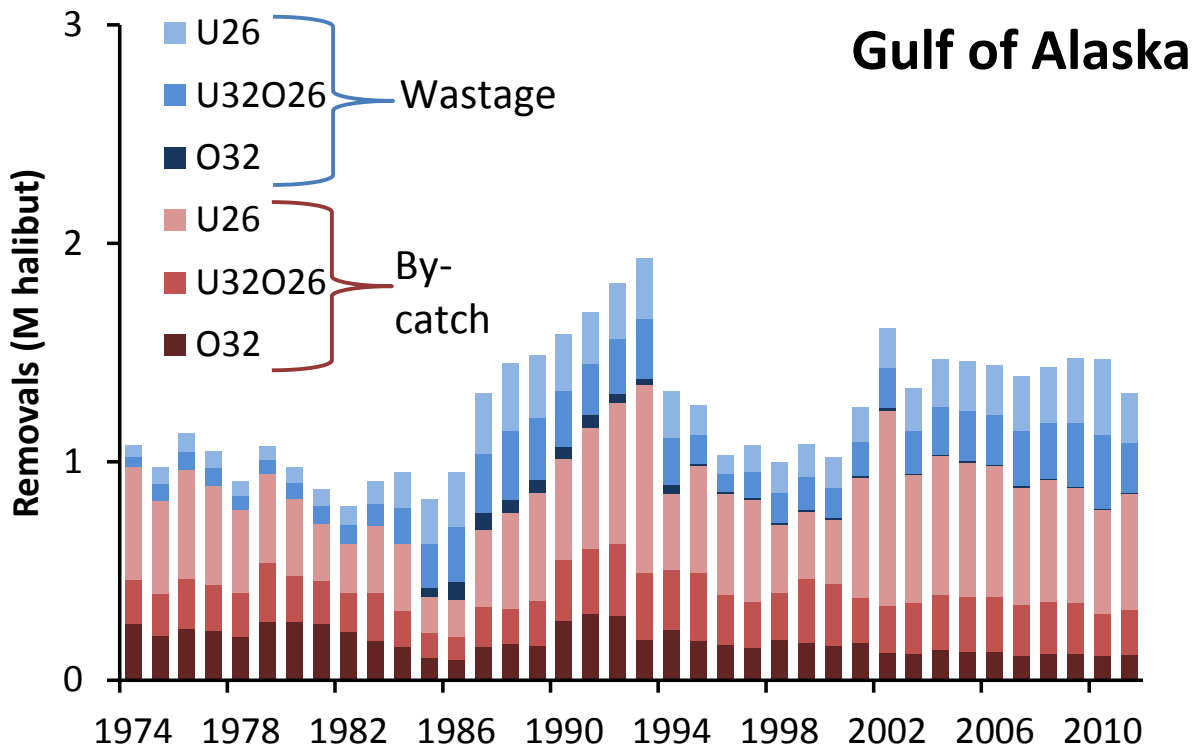 Gulf of Alaska
3
2
1
0
Removals (M halibut)
U26
U32O26
O32
Wastage
U26
U32O26
O32
By-
catch
1974 1978 1982 1986 1990 1994 1998 2002 2006 2010